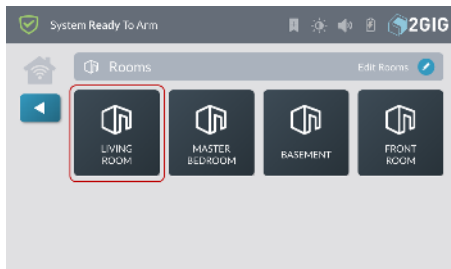 System Ready To Arm
2GIG
Rooms
Edit Rooms
LIVING
ROOM
MASTER
BEDROOM
BASEMENT
FRONT
ROOM